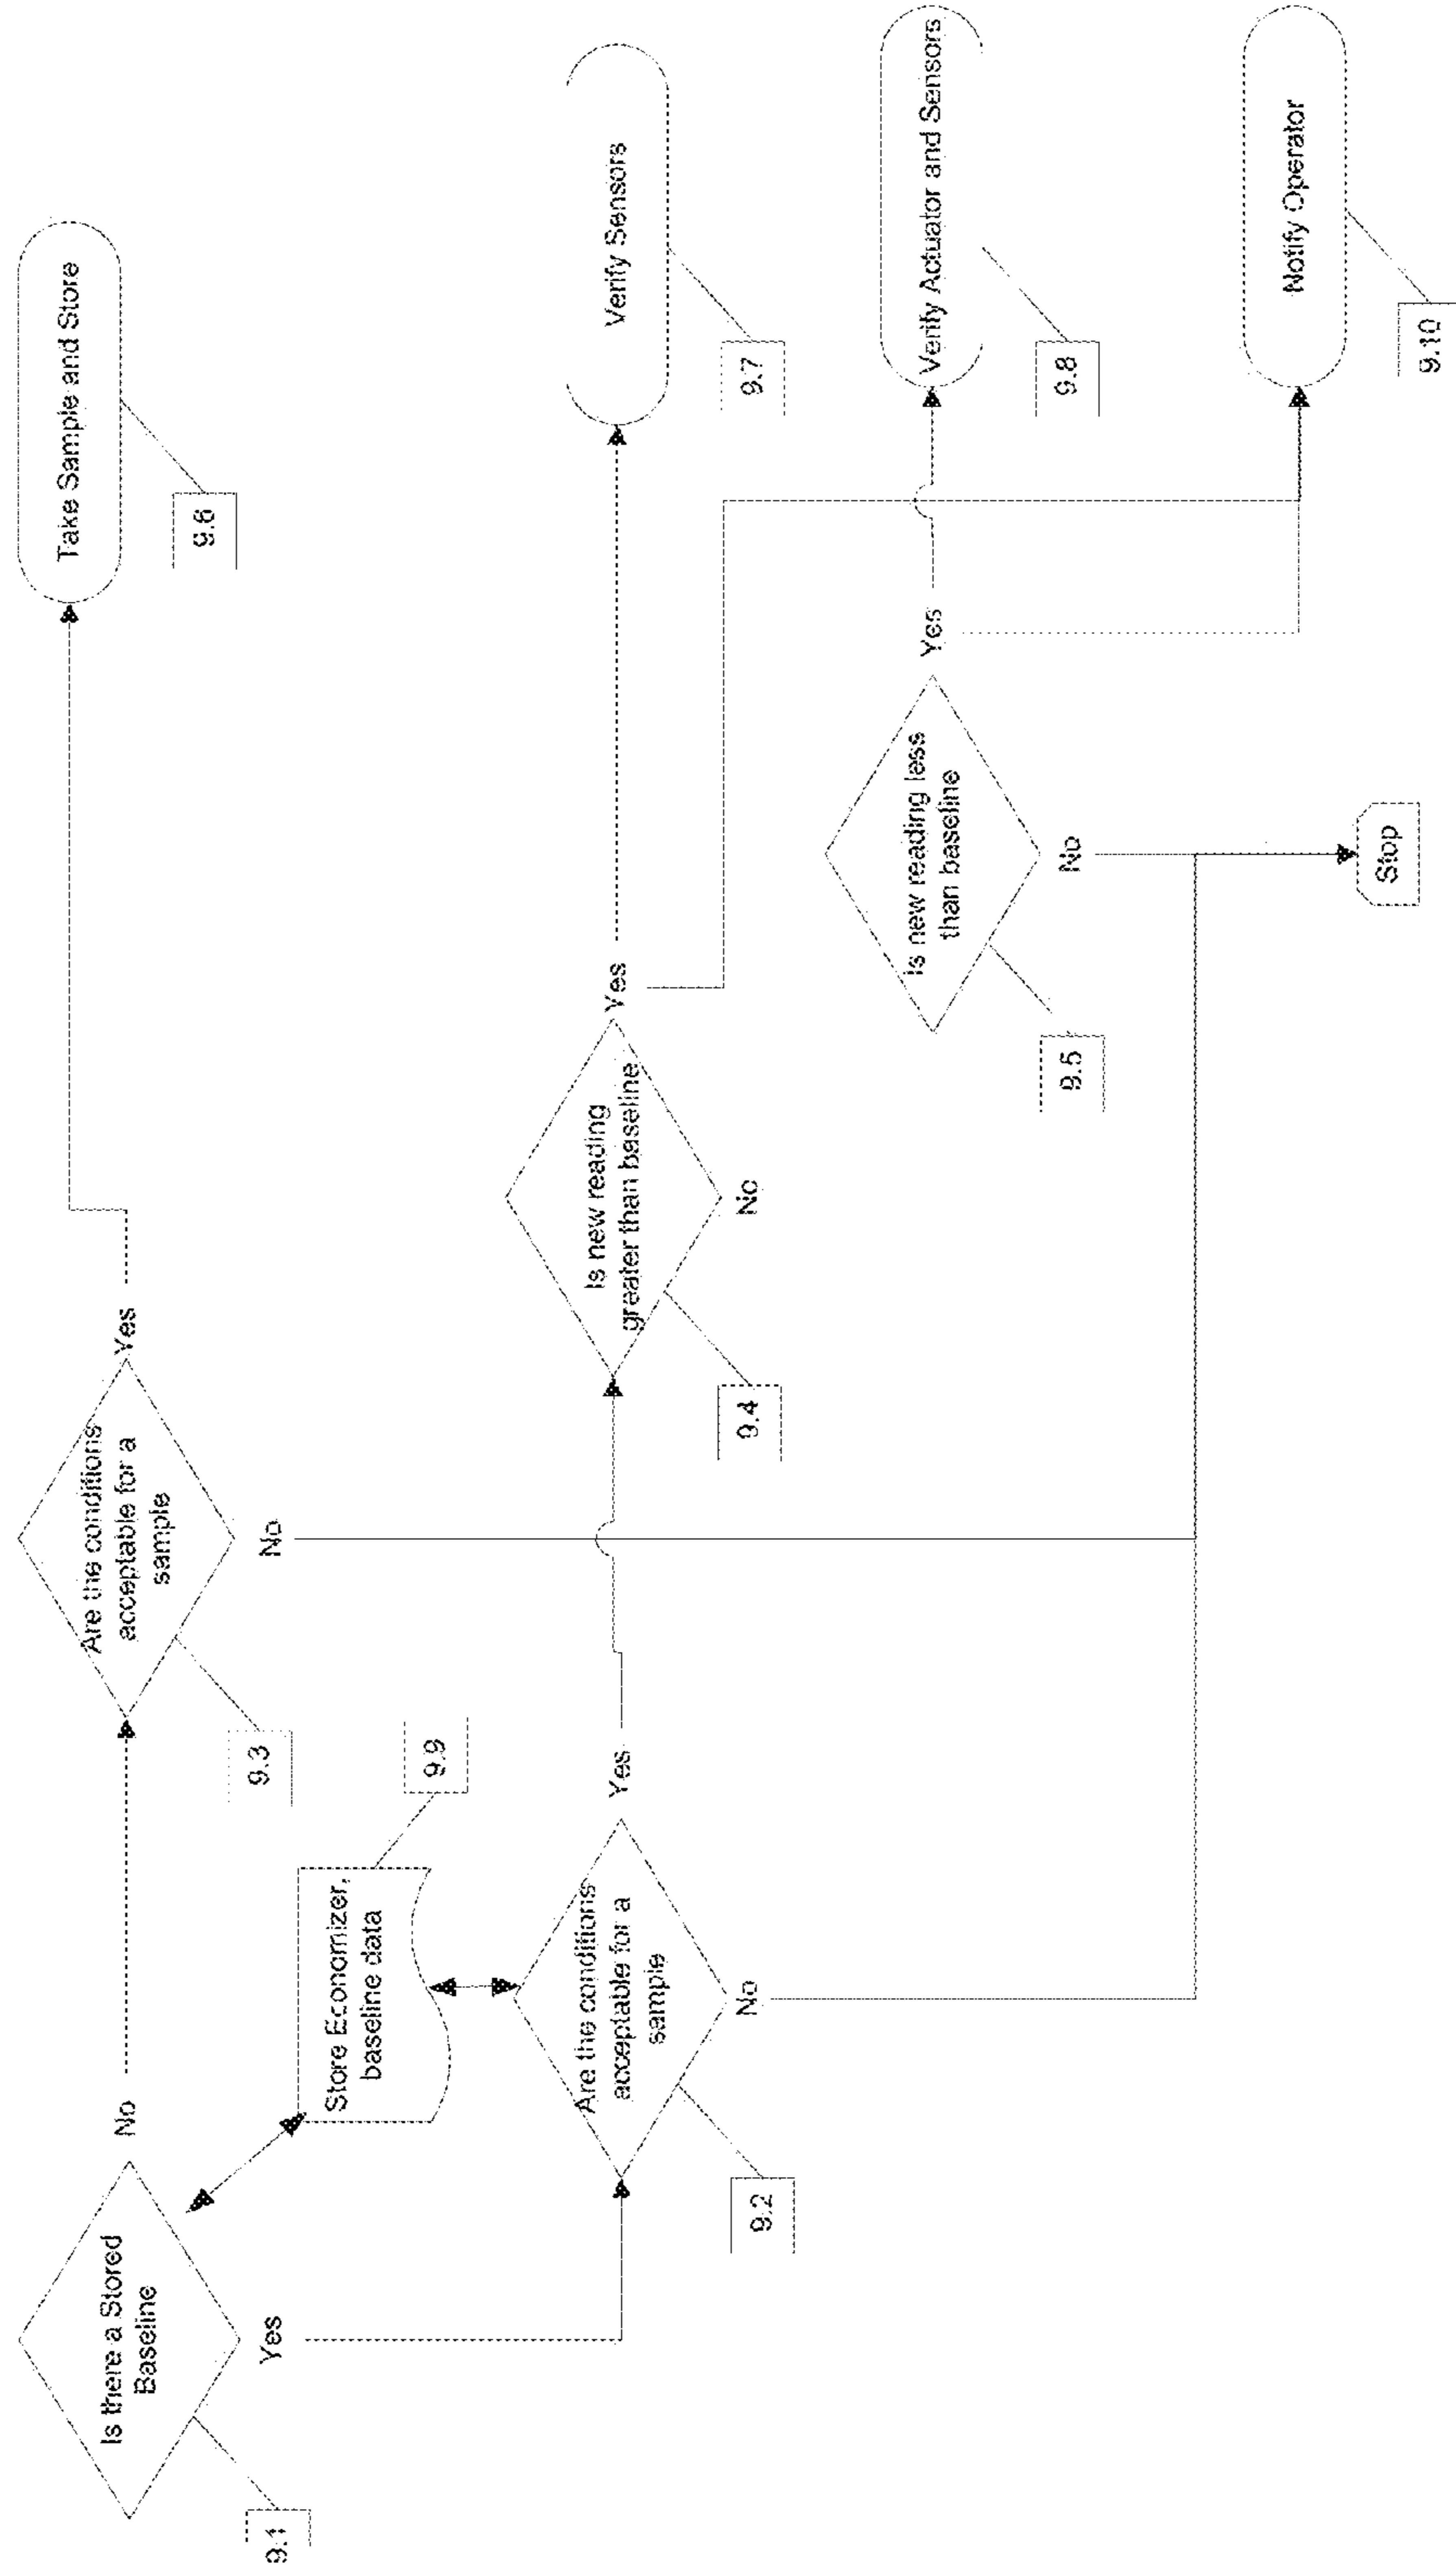 Is there a Stored
Baseline
9.1
No
Yes
Are the conditions
acceptable for a
sample
9.3
Yes
No
Take Sample and Store
9.6
Store Economizer,
baseline data
9.9
Are the conditions
acceptable for a
sample
9.2
Yes
No
Is new reading
greater than baseline
9.4
Yes
No
Verify Sensors
9.7
Is new reading less
than baseline
9.5
Yes
No
Verify Actuator and Sensors
9.8
Stop
Notify Operator
9.10